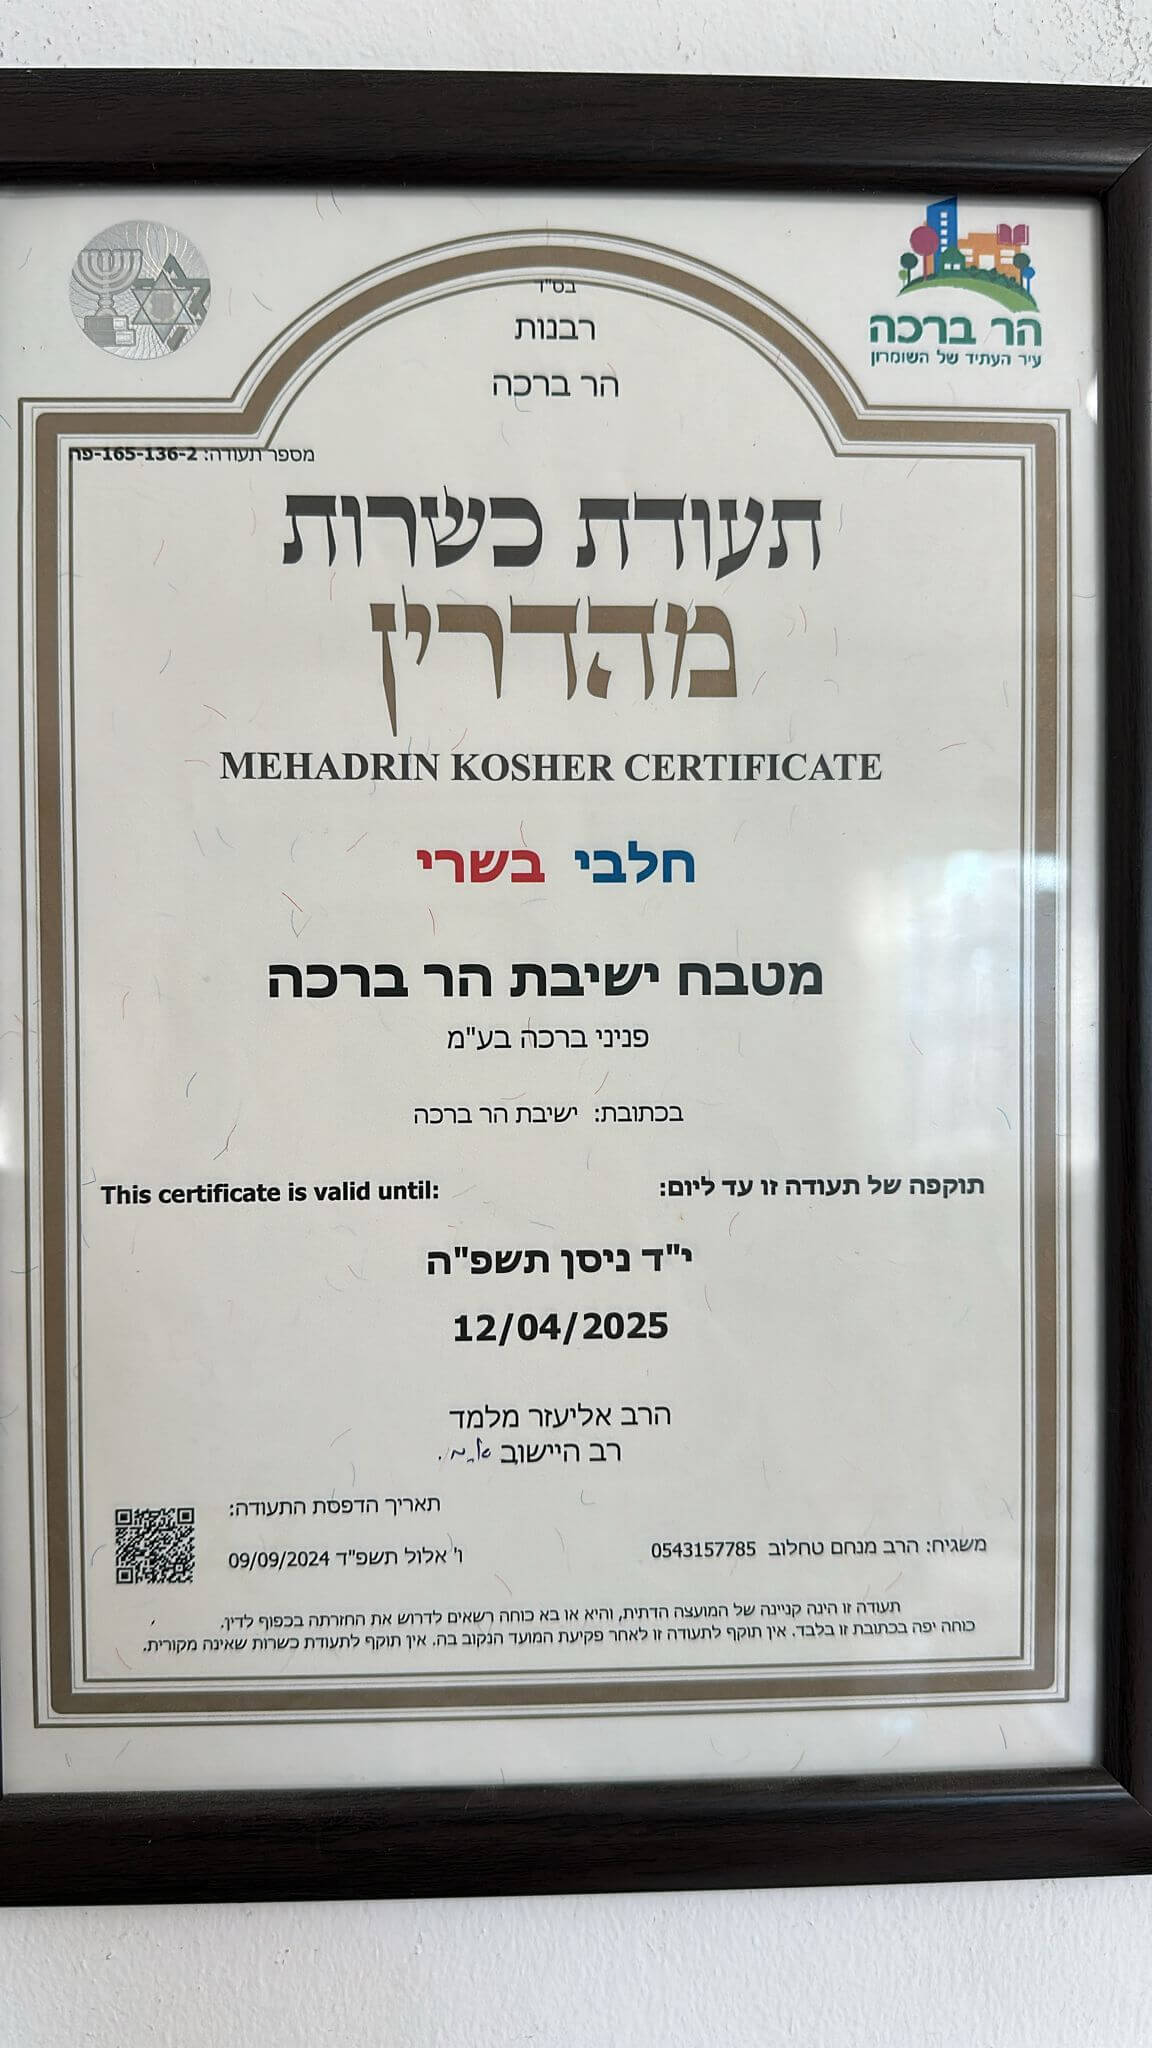 הר ברכה
עיר העתיד של השומרון
בס"ד
רבנות
הר ברכה
מספר תעודה: 165-136-2-פח
תעודת כשרות
מהדרין
MEHADRIN KOSHER CERTIFICATE
חלבי בשרי
מטבח ישיבת הר ברכה
פניני ברכה בע"מ
בכתובת: ישיבת הר ברכה
תוקפה של תעודה זו עד ליום:
This certificate is valid until:
י"ד ניסן תשפ"ה
12/04/2025
הרב אליעזר מלמד
רב היישוב
תאריך הדפסת התעודה:
ו' אלול תשפ"ד 09/09/2024
משגיח: הרב מנחם טחלוב 0543157785
תעודה זו הינה קניינה של המועצה הדתית, והיא או בא כוחה רשאים לדרוש את החזרתה בכפוף לדין.
כוחה יפה בכתובת זו בלבד. אין תוקף לתעודה זו לאחר פקיעת המועד הנקוב בה. אין תוקף לתעודת כשרות שאינה מקורית.